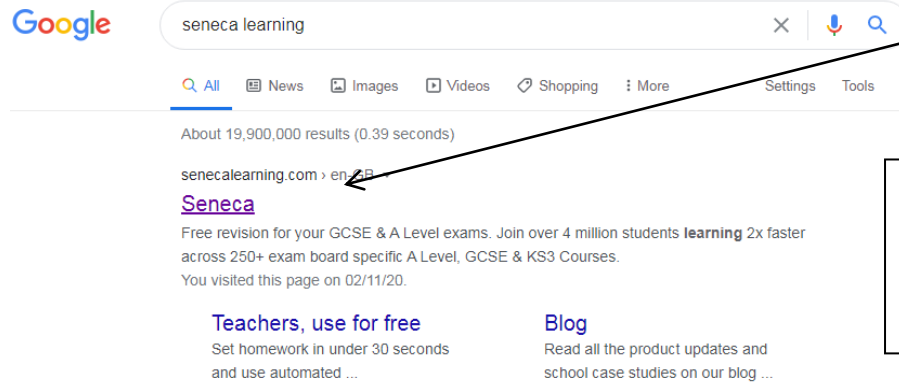 Google
seneca learning
All News Images Videos Shopping More Settings Tools
About 19,900,000 results (0.39 seconds)
senecalearning.com › en-GB
Seneca
Free revision for your GCSE & A Level exams. Join over 4 million students learning 2x faster
across 250+ exam board specific A Level, GCSE & KS3 Courses.
You visited this page on 02/11/20.
Teachers, use for free
Set homework in under 30 seconds
and use automated ...
Blog
Read all the product updates and
school case studies on our blog ...